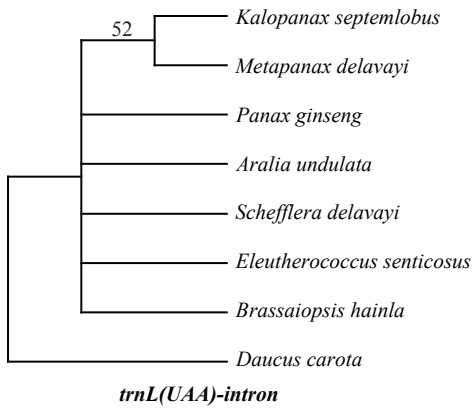 Kalopanax septemlobus
52
Metapanax delavayi
Panax ginseng
Aralia undulata
Schefflera delavayi
Eleutherococcus senticosus
Brassaiopsis hainla
Daucus carota
trnL(UAA)-intron